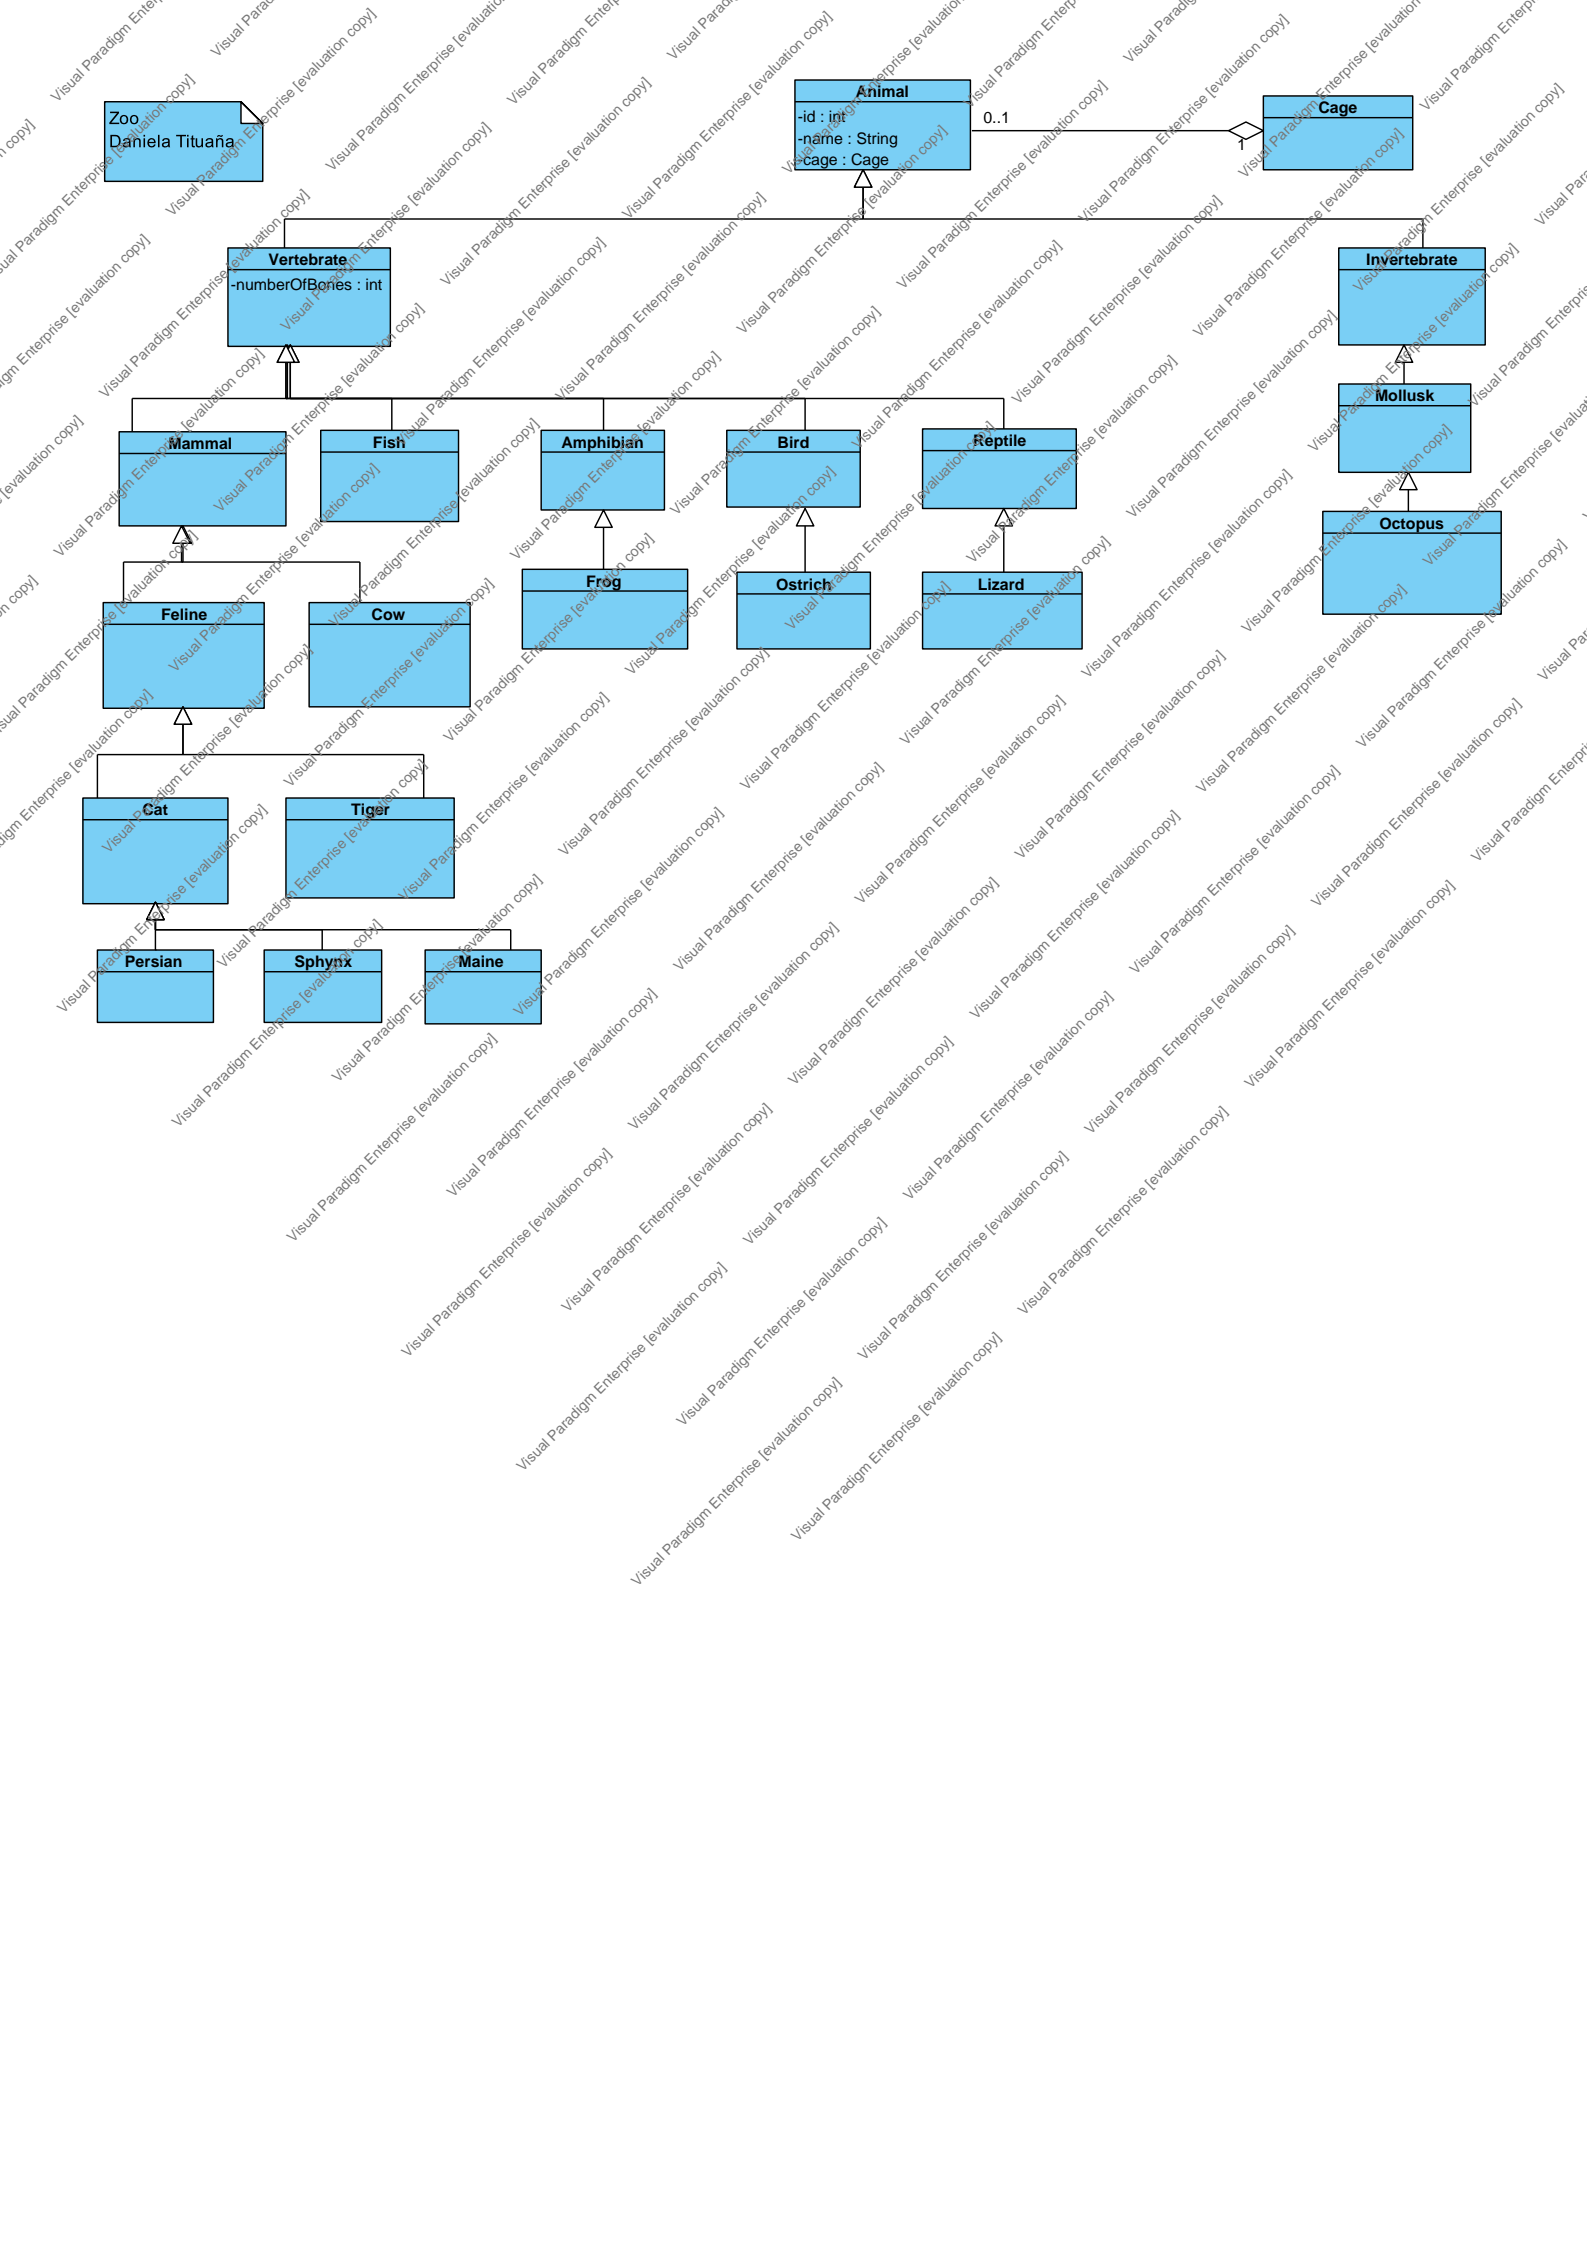 Zoo
Daniela Tituaña
Animal
-id : int
-name : String
-cage : Cage
0..1
1
Cage
Vertebrate
-numberOfBones : int
Invertebrate
Mammal
Fish
Amphibian
Bird
Reptile
Mollusk
Feline
Cow
Frog
Ostrich
Lizard
Octopus
Cat
Tiger
Persian
Sphynx
Maine
Visual Paradigm Enterprise [evaluation copy]